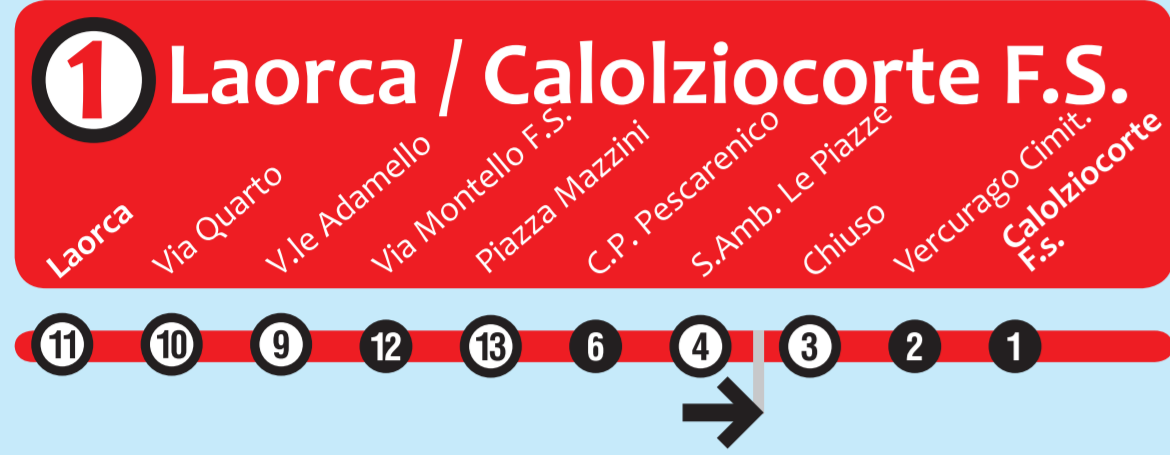 1 Laorca / Calolziocorte F.S.
Laorca
Via Quarto
V.le Adamello
Via Montello F.S.
Piazza Mazzini
C.P. Pescarenico
S.Amb. Le Piazze
Chiuso
Vercurago Cimit.
Calolziocorte
F.s.
11 10 9 12 13 6 4 3 2 1